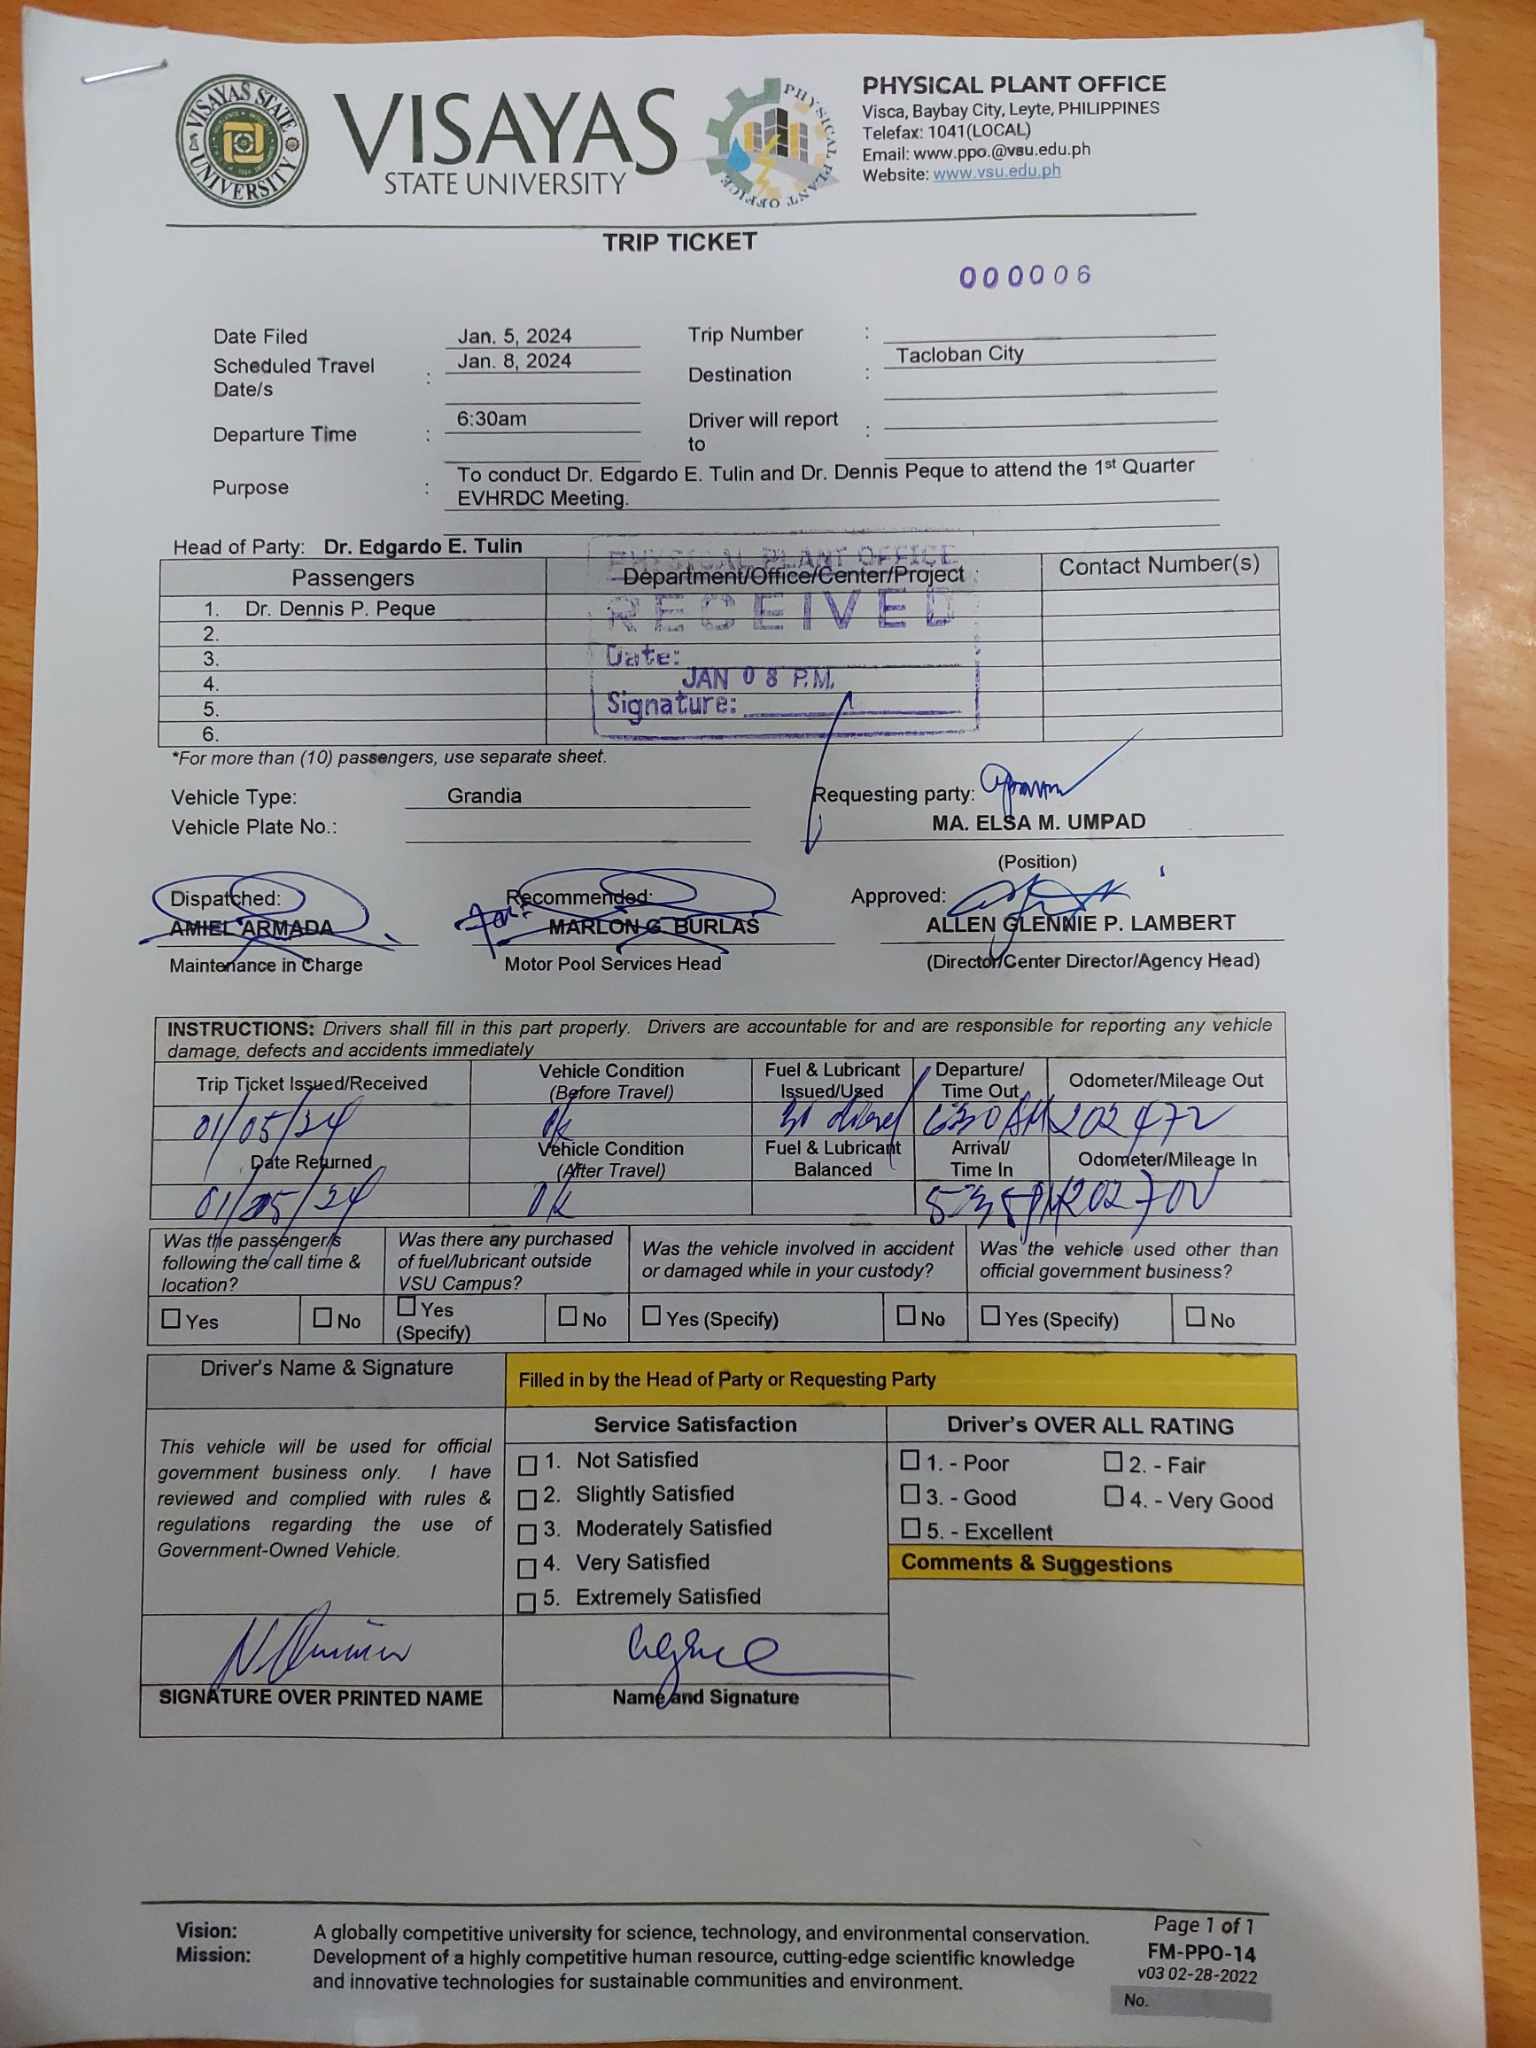 VISAYAS STATE UNIVERSITY
VISAYAS
STATE UNIVERSITY
PHYSICAL PLANT OFFICE
PHYSICAL PLANT OFFICE
Visca, Baybay City, Leyte, PHILIPPINES
Telefax: 1041(LOCAL)
Email: www.ppo.@vsu.edu.ph
Website: www.vsu.edu.ph
TRIP TICKET
000006
Date Filed Jan. 5, 2024 Trip Number :
Scheduled Travel Date/s : Jan. 8, 2024 Destination : Tacloban City
Departure Time : 6:30am Driver will report to :
Purpose : To conduct Dr. Edgardo E. Tulin and Dr. Dennis Peque to attend the 1st Quarter
EVHRDC Meeting.
Head of Party: Dr. Edgardo E. Tulin
PHYSICAL PLANT OFFICE
Passengers Department/Office/Center/Project Contact Number(s)
1. Dr. Dennis P. Peque
RECEIVED
2.
3.
Date:
4.
JAN 08 P.M.
5.
Signature:
6.
*For more than (10) passengers, use separate sheet.
Vehicle Type: Grandia Requesting party:
Vehicle Plate No.: MA. ELSA M. UMPAD
(Position)
Dispatched: Recommended: Approved:
AMIEL ARMADA for: MARLON G. BURLAS ALLEN GLENNIE P. LAMBERT
Maintenance in Charge Motor Pool Services Head (Director/Center Director/Agency Head)
INSTRUCTIONS: Drivers shall fill in this part properly. Drivers are accountable for and are responsible for reporting any vehicle
damage, defects and accidents immediately
Trip Ticket Issued/Received Vehicle Condition (Before Travel) Fuel & Lubricant Issued/Used Departure/ Time Out Odometer/Mileage Out
01/05/24 ok diesel 630 AM 202472
Date Returned Vehicle Condition (After Travel) Fuel & Lubricant Balanced Arrival/ Time In Odometer/Mileage In
ok 535PM 202700
Was the passenger/s following the call time & location? Was there any purchased of fuel/lubricant outside VSU Campus? Was the vehicle involved in accident or damaged while in your custody? Was the vehicle used other than official government business?
Yes No Yes (Specify) No Yes (Specify) No Yes (Specify) No
Driver's Name & Signature Filled in by the Head of Party or Requesting Party
Service Satisfaction Driver's OVER ALL RATING
This vehicle will be used for official
government business only. I have
reviewed and complied with rules &
regulations regarding the use of
Government-Owned Vehicle.
1. Not Satisfied
2. Slightly Satisfied
3. Moderately Satisfied
4. Very Satisfied
5. Extremely Satisfied
1. - Poor 2. - Fair
3. - Good 4. - Very Good
5. - Excellent
Comments & Suggestions
SIGNATURE OVER PRINTED NAME Name and Signature
Vision: A globally competitive university for science, technology, and environmental conservation.
Mission: Development of a highly competitive human resource, cutting-edge scientific knowledge
and innovative technologies for sustainable communities and environment.
Page 1 of 1
FM-PPO-14
v03 02-28-2022
No.